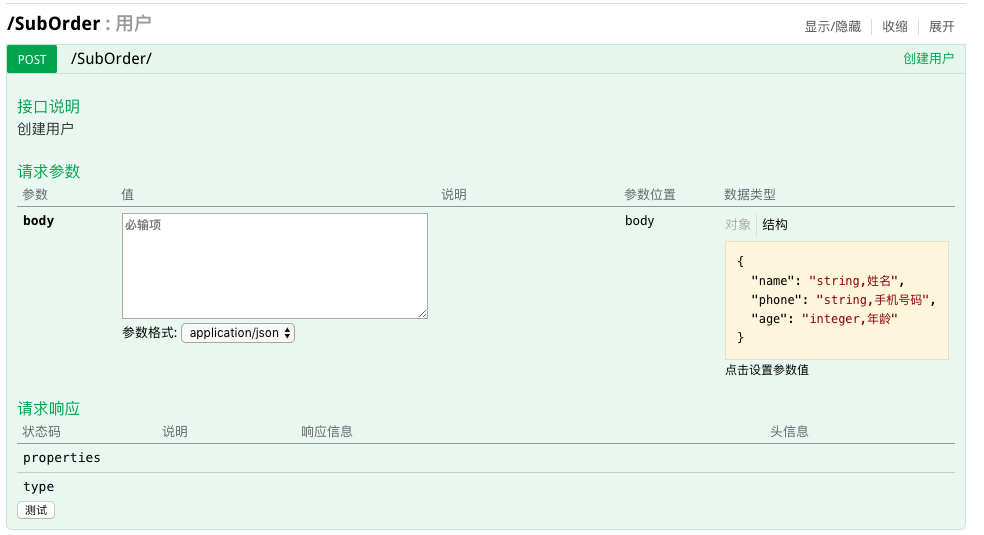 /SubOrder : 用户
显示/隐藏 收缩 展开
POST /SubOrder/ 创建用户
接口说明
创建用户
请求参数
参数 值 说明 参数位置 数据类型
body 必输项 body 对象 结构
{
"name": "string,姓名",
"phone": "string,手机号码",
"age": "integer,年龄"
}
参数格式: application/json
点击设置参数值
请求响应
状态码 说明 响应信息 头信息
properties
type
测试